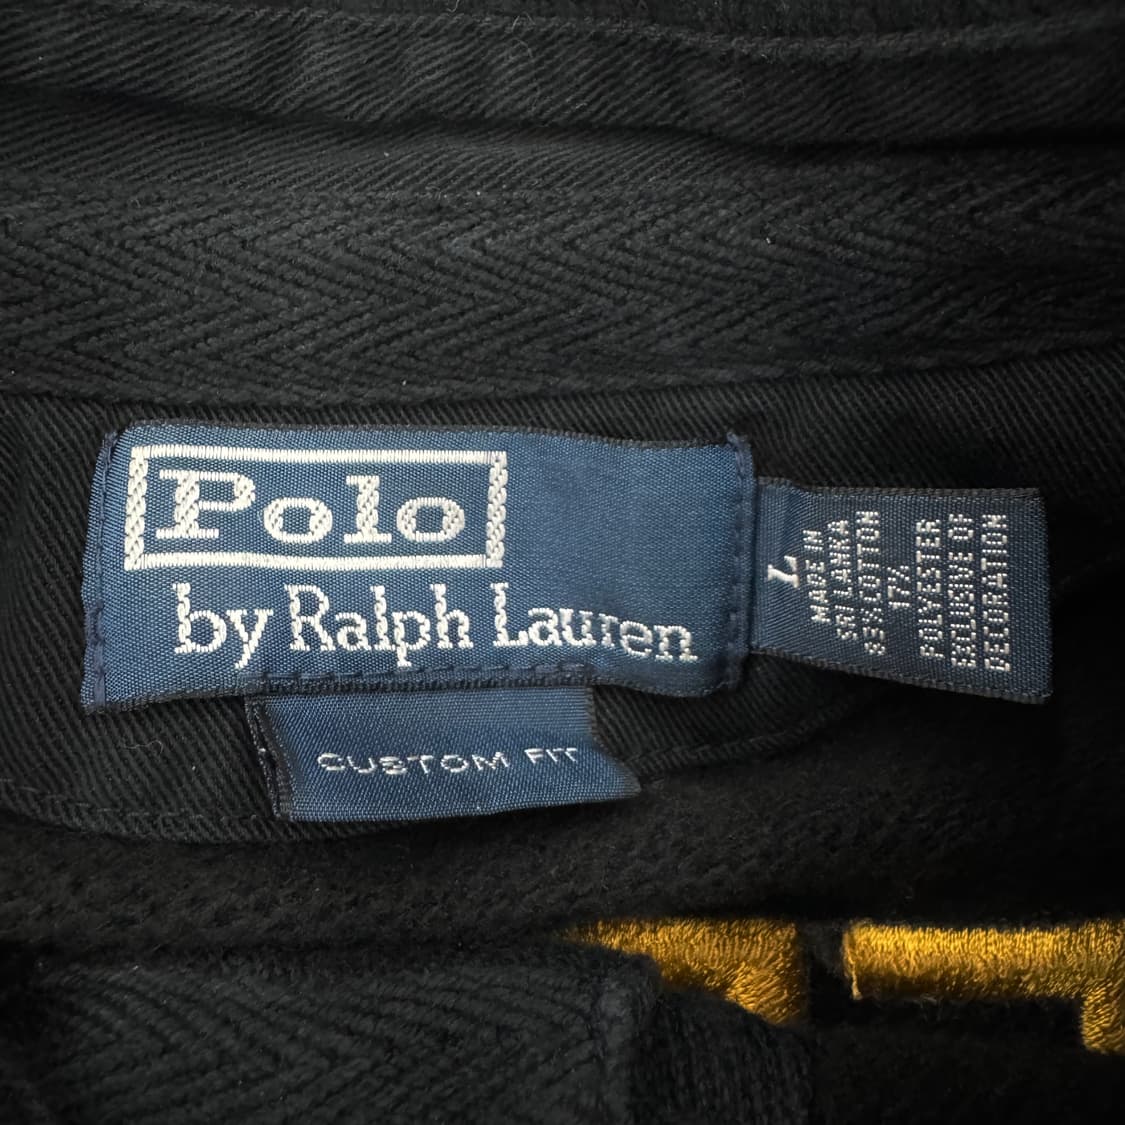 Polo
by Ralph Lauren
CUSTOM FIT
L
MADE IN
SRI LANKA
83% COTTON
17%
POLYESTER
EXCLUSIVE OF
DECORATION